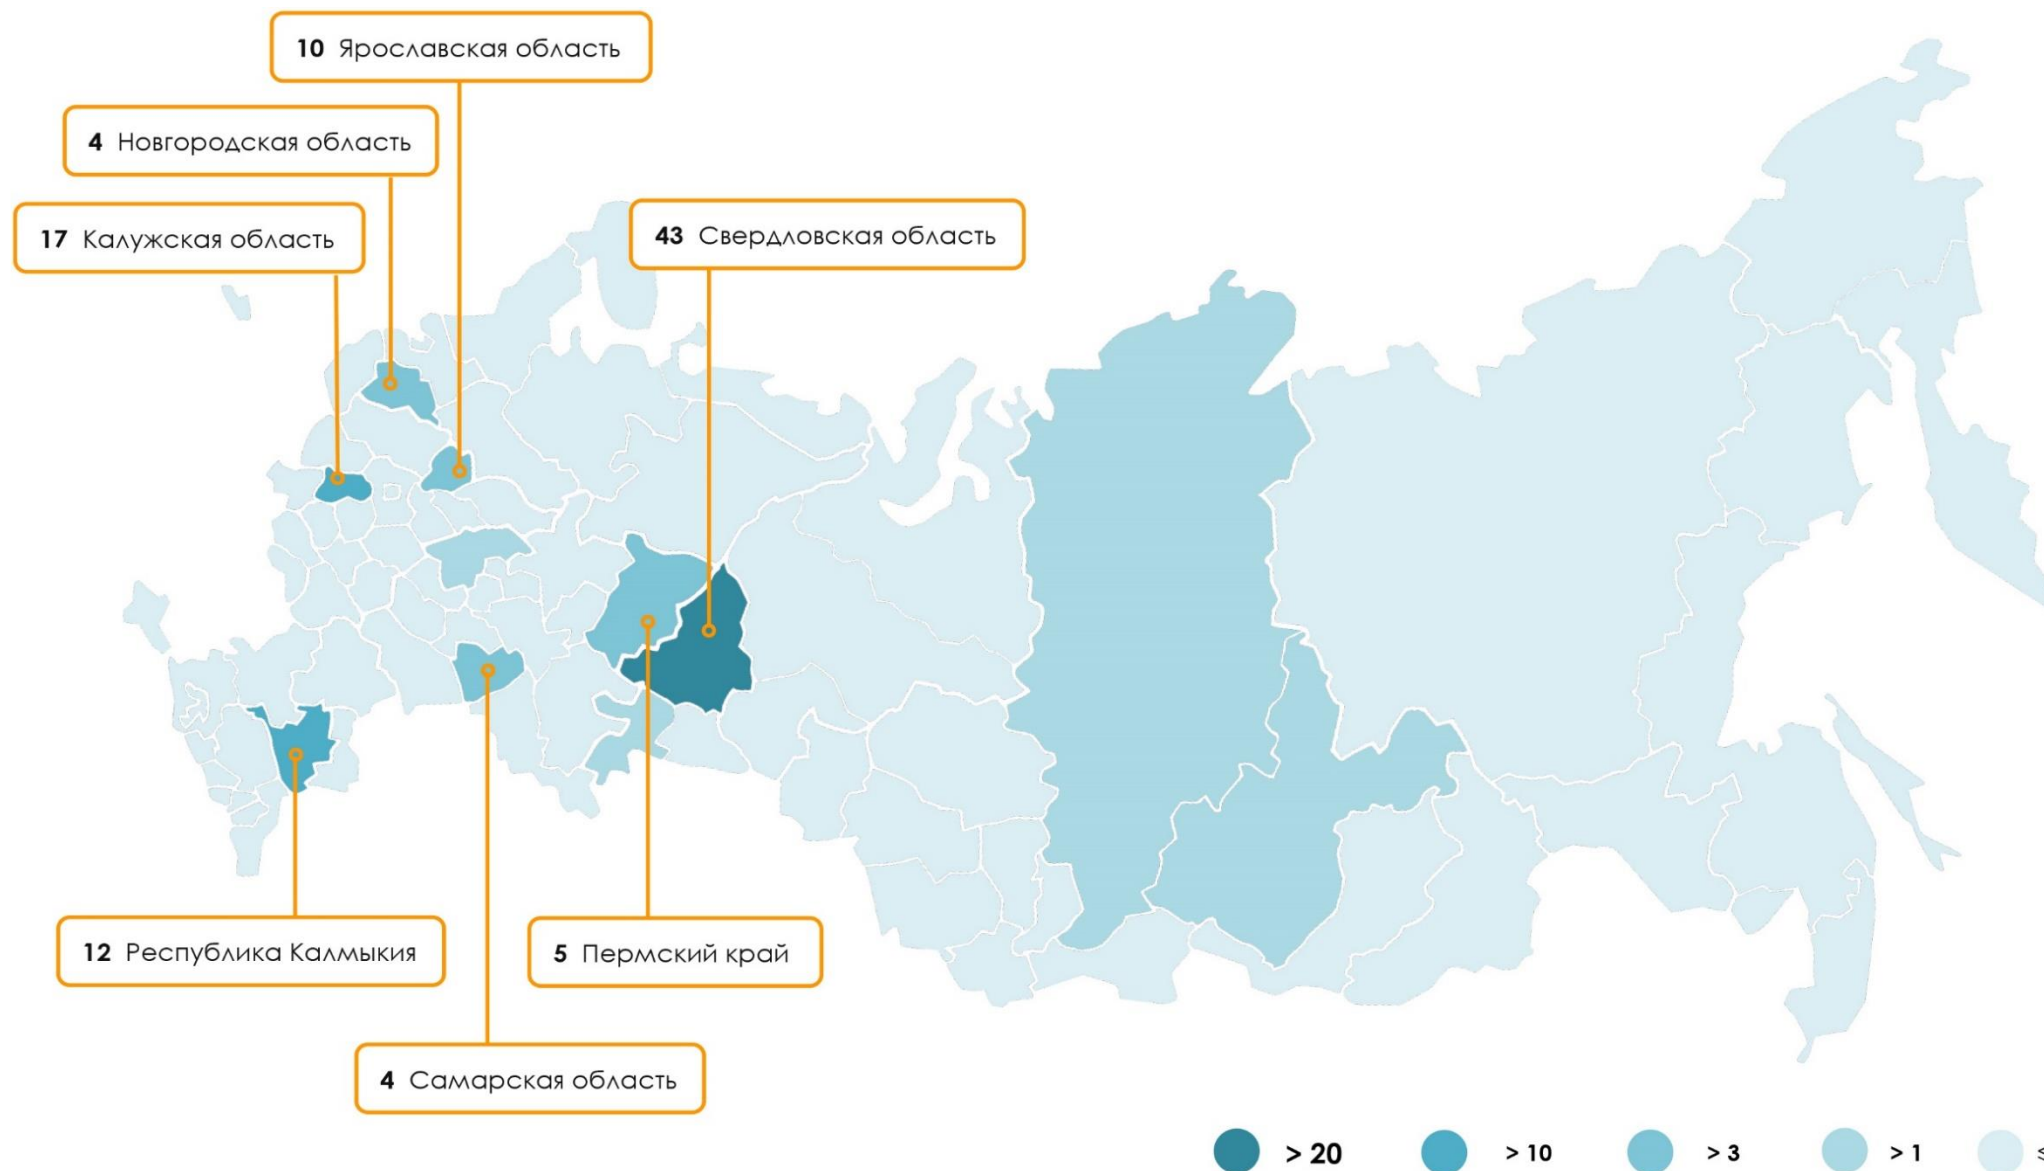 10 Ярославская область
4 Новгородская область
17 Калужская область
43 Свердловская область
12 Республика Калмыкия
5 Пермский край
4 Самарская область
> 20 > 10 > 3 > 1